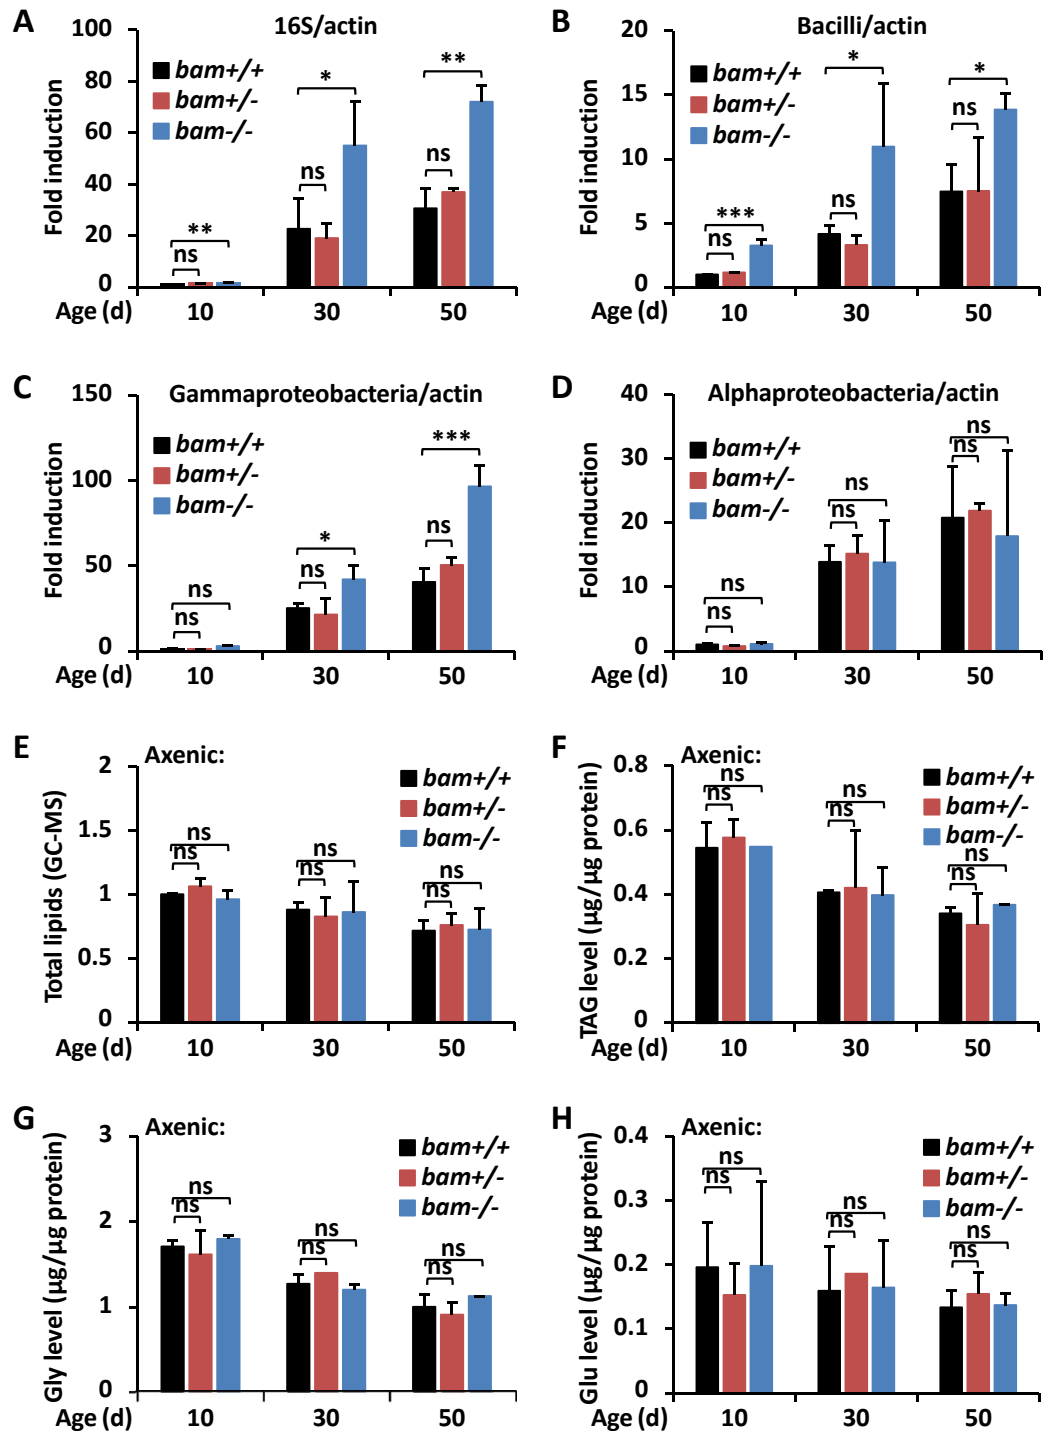 A
16S/actin
Fold induction
100
80
60
40
20
0
bam+/+
bam+/-
bam-/-
ns
**
ns
*
ns
**
Age (d)
10
30
50
B
Bacilli/actin
Fold induction
20
15
10
5
0
bam+/+
bam+/-
bam-/-
ns
***
ns
*
ns
*
Age (d)
10
30
50
C
Gammaproteobacteria/actin
Fold induction
150
100
50
0
bam+/+
bam+/-
bam-/-
ns
ns
ns
*
ns
***
Age (d)
10
30
50
D
Alphaproteobacteria/actin
Fold induction
40
30
20
10
0
bam+/+
bam+/-
bam-/-
ns
ns
ns
ns
ns
ns
Age (d)
10
30
50
E
Axenic:
Total lipids (GC-MS)
2
1.5
1
0.5
0
bam+/+
bam+/-
bam-/-
ns
ns
ns
ns
ns
ns
Age (d)
10
30
50
F
Axenic:
TAG level (µg/µg protein)
0.8
0.6
0.4
0.2
0
bam+/+
bam+/-
bam-/-
ns
ns
ns
ns
ns
ns
Age (d)
10
30
50
G
Axenic:
Gly level (µg/µg protein)
3
2
1
0
bam+/+
bam+/-
bam-/-
ns
ns
ns
ns
ns
ns
Age (d)
10
30
50
H
Axenic:
Glu level (µg/µg protein)
0.4
0.3
0.2
0.1
0
bam+/+
bam+/-
bam-/-
ns
ns
ns
ns
ns
ns
Age (d)
10
30
50